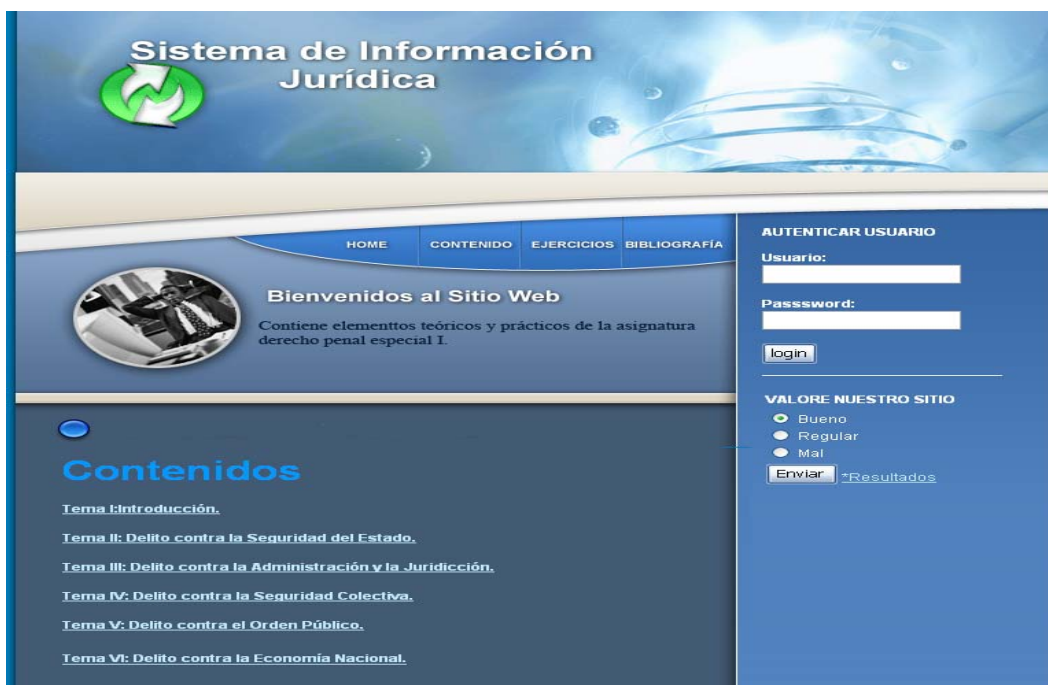 Sistema de Información
Jurídica
HOME CONTENIDO EJERCICIOS BIBLIOGRAFÍA
Bienvenidos al Sitio Web
Contiene elementtos teóricos y prácticos de la asignatura
derecho penal especial I.
Contenidos
Tema I:Introducción.
Tema II: Delito contra la Seguridad del Estado.
Tema III: Delito contra la Administración y la Juridicción.
Tema IV: Delito contra la Seguridad Colectiva.
Tema V: Delito contra el Orden Público.
Tema VI: Delito contra la Economía Nacional.
AUTENTICAR USUARIO
Usuario:
Passsword:
login
VALORE NUESTRO SITIO
Bueno
Regular
Mal
Enviar *Resultados